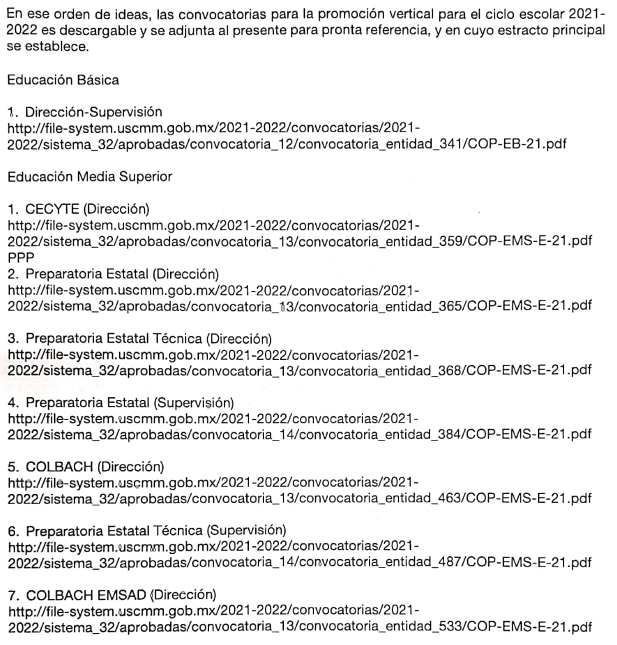 En ese orden de ideas, las convocatorias para la promoción vertical para el ciclo escolar 2021-
2022 es descargable y se adjunta al presente para pronta referencia, y en cuyo estracto principal
se establece.
Educación Básica
1. Dirección-Supervisión
http://file-system.uscmm.gob.mx/2021-2022/convocatorias/2021-
2022/sistema_32/aprobadas/convocatoria_12/convocatoria_entidad_341/COP-EB-21.pdf
Educación Media Superior
1. CECYTE (Dirección)
http://file-system.uscmm.gob.mx/2021-2022/convocatorias/2021-
2022/sistema_32/aprobadas/convocatoria_13/convocatoria_entidad_359/COP-EMS-E-21.pdf
PPP
2. Preparatoria Estatal (Dirección)
http://file-system.uscmm.gob.mx/2021-2022/convocatorias/2021-
2022/sistema_32/aprobadas/convocatoria_13/convocatoria_entidad_365/COP-EMS-E-21.pdf
3. Preparatoria Estatal Técnica (Dirección)
http://file-system.uscmm.gob.mx/2021-2022/convocatorias/2021-
2022/sistema_32/aprobadas/convocatoria_13/convocatoria_entidad_368/COP-EMS-E-21.pdf
4. Preparatoria Estatal (Supervisión)
http://file-system.uscmm.gob.mx/2021-2022/convocatorias/2021-
2022/sistema_32/aprobadas/convocatoria_14/convocatoria_entidad_384/COP-EMS-E-21.pdf
5. COLBACH (Dirección)
http://file-system.uscmm.gob.mx/2021-2022/convocatorias/2021-
2022/sistema_32/aprobadas/convocatoria_13/convocatoria_entidad_463/COP-EMS-E-21.pdf
6. Preparatoria Estatal Técnica (Supervisión)
http://file-system.uscmm.gob.mx/2021-2022/convocatorias/2021-
2022/sistema_32/aprobadas/convocatoria_14/convocatoria_entidad_487/COP-EMS-E-21.pdf
7. COLBACH EMSAD (Dirección)
http://file-system.uscmm.gob.mx/2021-2022/convocatorias/2021-
2022/sistema_32/aprobadas/convocatoria_13/convocatoria_entidad_533/COP-EMS-E-21.pdf